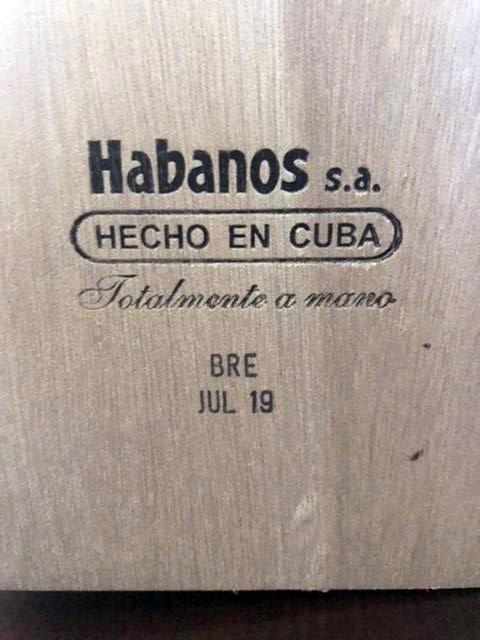 Habanos s.a.
HECHO EN CUBA
Totalmente a mano
BRE
JUL 19